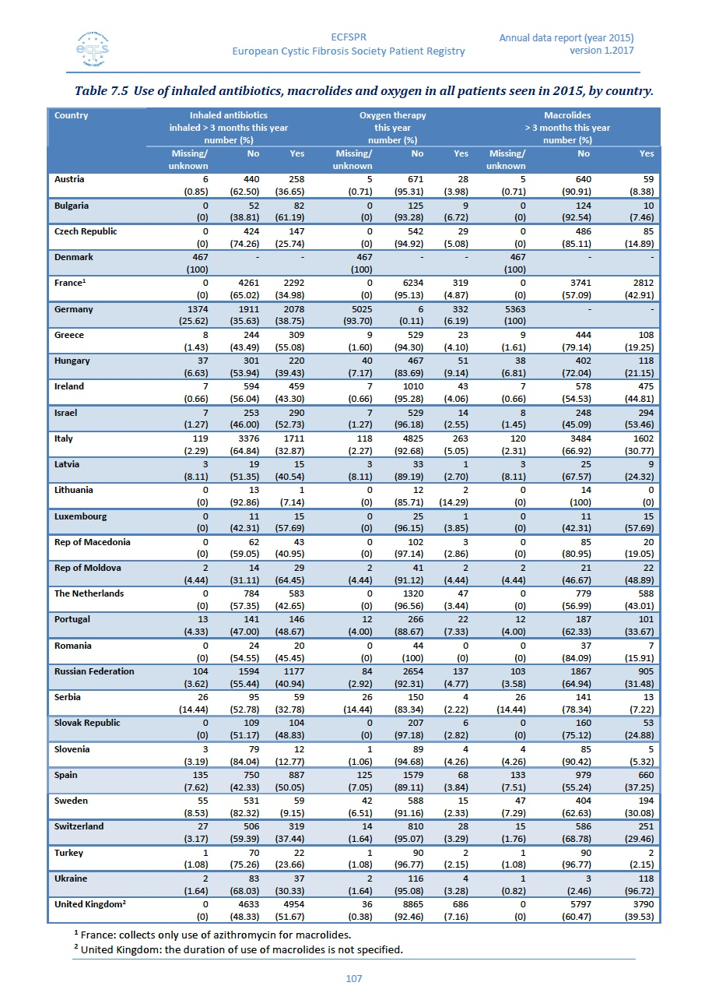 ecfs
ECFSPR
European Cystic Fibrosis Society Patient Registry
Annual data report (year 2015)
version 1.2017
Table 7.5 Use of inhaled antibiotics, macrolides and oxygen in all patients seen in 2015, by country.
Country Inhaled antibiotics Oxygen therapy Macrolides
inhaled > 3 months this year this year > 3 months this year
number (%) number (%) number (%)
Missing/ No Yes Missing/ No Yes Missing/ No Yes
unknown unknown unknown
Austria 6 440 258 5 671 28 5 640 59
(0.85) (62.50) (36.65) (0.71) (95.31) (3.98) (0.71) (90.91) (8.38)
Bulgaria 0 52 82 0 125 9 0 124 10
(0) (38.81) (61.19) (0) (93.28) (6.72) (0) (92.54) (7.46)
Czech Republic 0 424 147 0 542 29 0 486 85
(0) (74.26) (25.74) (0) (94.92) (5.08) (0) (85.11) (14.89)
Denmark 467 - - 467 - - 467 - -
(100) (100) (100)
France¹ 0 4261 2292 0 6234 319 0 3741 2812
(0) (65.02) (34.98) (0) (95.13) (4.87) (0) (57.09) (42.91)
Germany 1374 1911 2078 5025 6 332 5363 - -
(25.62) (35.63) (38.75) (93.70) (0.11) (6.19) (100)
Greece 8 244 309 9 529 23 9 444 108
(1.43) (43.49) (55.08) (1.60) (94.30) (4.10) (1.61) (79.14) (19.25)
Hungary 37 301 220 40 467 51 38 402 118
(6.63) (53.94) (39.43) (7.17) (83.69) (9.14) (6.81) (72.04) (21.15)
Ireland 7 594 459 7 1010 43 7 578 475
(0.66) (56.04) (43.30) (0.66) (95.28) (4.06) (0.66) (54.53) (44.81)
Israel 7 253 290 7 529 14 8 248 294
(1.27) (46.00) (52.73) (1.27) (96.18) (2.55) (1.45) (45.09) (53.46)
Italy 119 3376 1711 118 4825 263 120 3484 1602
(2.29) (64.84) (32.87) (2.27) (92.68) (5.05) (2.31) (66.92) (30.77)
Latvia 3 19 15 3 33 1 3 25 9
(8.11) (51.35) (40.54) (8.11) (89.19) (2.70) (8.11) (67.57) (24.32)
Lithuania 0 13 1 0 12 2 0 14 0
(0) (92.86) (7.14) (0) (85.71) (14.29) (0) (100) (0)
Luxembourg 0 11 15 0 25 1 0 11 15
(0) (42.31) (57.69) (0) (96.15) (3.85) (0) (42.31) (57.69)
Rep of Macedonia 0 62 43 0 102 3 0 85 20
(0) (59.05) (40.95) (0) (97.14) (2.86) (0) (80.95) (19.05)
Rep of Moldova 2 14 29 2 41 2 2 21 22
(4.44) (31.11) (64.45) (4.44) (91.12) (4.44) (4.44) (46.67) (48.89)
The Netherlands 0 784 583 0 1320 47 0 779 588
(0) (57.35) (42.65) (0) (96.56) (3.44) (0) (56.99) (43.01)
Portugal 13 141 146 12 266 22 12 187 101
(4.33) (47.00) (48.67) (4.00) (88.67) (7.33) (4.00) (62.33) (33.67)
Romania 0 24 20 0 44 0 0 37 7
(0) (54.55) (45.45) (0) (100) (0) (0) (84.09) (15.91)
Russian Federation 104 1594 1177 84 2654 137 103 1867 905
(3.62) (55.44) (40.94) (2.92) (92.31) (4.77) (3.58) (64.94) (31.48)
Serbia 26 95 59 26 150 4 26 141 13
(14.44) (52.78) (32.78) (14.44) (83.34) (2.22) (14.44) (78.34) (7.22)
Slovak Republic 0 109 104 0 207 6 0 160 53
(0) (51.17) (48.83) (0) (97.18) (2.82) (0) (75.12) (24.88)
Slovenia 3 79 12 1 89 4 4 85 5
(3.19) (84.04) (12.77) (1.06) (94.68) (4.26) (4.26) (90.42) (5.32)
Spain 135 750 887 125 1579 68 133 979 660
(7.62) (42.33) (50.05) (7.05) (89.11) (3.84) (7.51) (55.24) (37.25)
Sweden 55 531 59 42 588 15 47 404 194
(8.53) (82.32) (9.15) (6.51) (91.16) (2.33) (7.29) (62.63) (30.08)
Switzerland 27 506 319 14 810 28 15 586 251
(3.17) (59.39) (37.44) (1.64) (95.07) (3.29) (1.76) (68.78) (29.46)
Turkey 1 70 22 1 90 2 1 90 2
(1.08) (75.26) (23.66) (1.08) (96.77) (2.15) (1.08) (96.77) (2.15)
Ukraine 2 83 37 2 116 4 1 3 118
(1.64) (68.03) (30.33) (1.64) (95.08) (3.28) (0.82) (2.46) (96.72)
United Kingdom² 0 4633 4954 36 8865 686 0 5797 3790
(0) (48.33) (51.67) (0.38) (92.46) (7.16) (0) (60.47) (39.53)
¹ France: collects only use of azithromycin for macrolides.
² United Kingdom: the duration of use of macrolides is not specified.
107